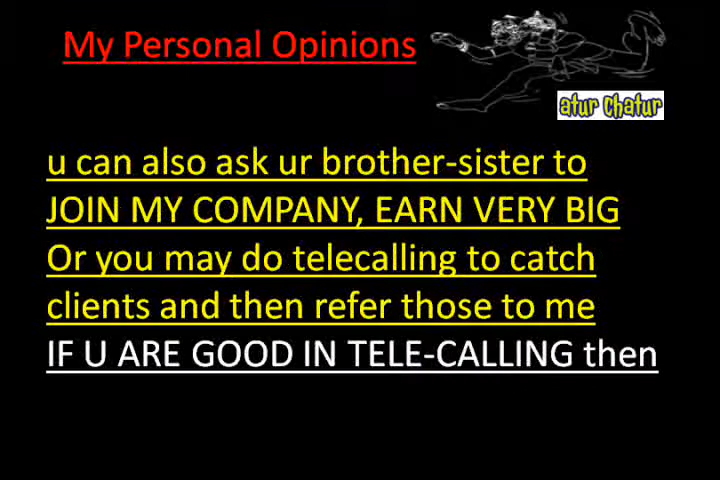 My Personal Opinions
atur chatur
u can also ask ur brother-sister to
JOIN MY COMPANY, EARN VERY BIG
Or you may do telecalling to catch
clients and then refer those to me
IF U ARE GOOD IN TELE-CALLING then